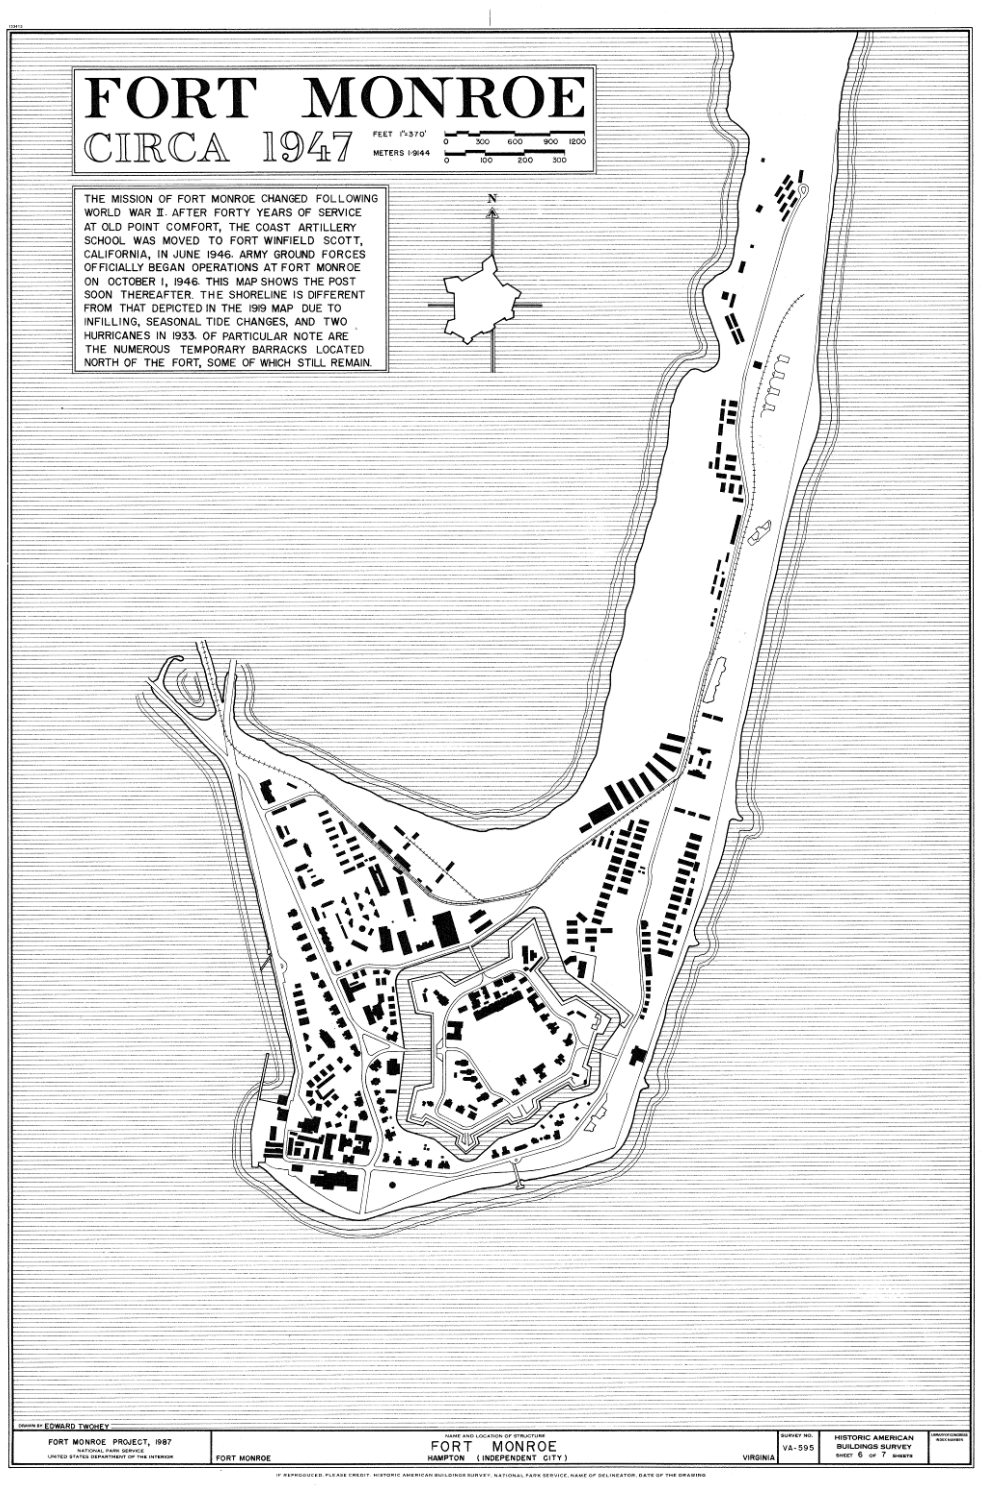 FORT MONROE
CIRCA 1947
FEET 1"=370'
0 300 600 900 1200
METERS 1:9144
0 100 200 300
THE MISSION OF FORT MONROE CHANGED FOLLOWING
WORLD WAR II. AFTER FORTY YEARS OF SERVICE
AT OLD POINT COMFORT, THE COAST ARTILLERY
SCHOOL WAS MOVED TO FORT WINFIELD SCOTT,
CALIFORNIA, IN JUNE 1946. ARMY GROUND FORCES
OFFICIALLY BEGAN OPERATIONS AT FORT MONROE
ON OCTOBER 1, 1946. THIS MAP SHOWS THE POST
SOON THEREAFTER. THE SHORELINE IS DIFFERENT
FROM THAT DEPICTED IN THE 1919 MAP DUE TO
INFILLING, SEASONAL TIDE CHANGES, AND TWO
HURRICANES IN 1933. OF PARTICULAR NOTE ARE
THE NUMEROUS TEMPORARY BARRACKS LOCATED
NORTH OF THE FORT, SOME OF WHICH STILL REMAIN.
N
DRAWN BY EDWARD TWOHEY
FORT MONROE PROJECT, 1987
NATIONAL PARK SERVICE
UNITED STATES DEPARTMENT OF THE INTERIOR
FORT MONROE
NAME AND LOCATION OF STRUCTURE
FORT MONROE
HAMPTON (INDEPENDENT CITY)
VIRGINIA
SURVEY NO.
VA-595
HISTORIC AMERICAN
BUILDINGS SURVEY
SHEET 6 OF 7 SHEETS
LIBRARY OF CONGRESS
INDEX NUMBER
IF REPRODUCED, PLEASE CREDIT: HISTORIC AMERICAN BUILDINGS SURVEY, NATIONAL PARK SERVICE, NAME OF DELINEATOR, DATE OF THE DRAWING